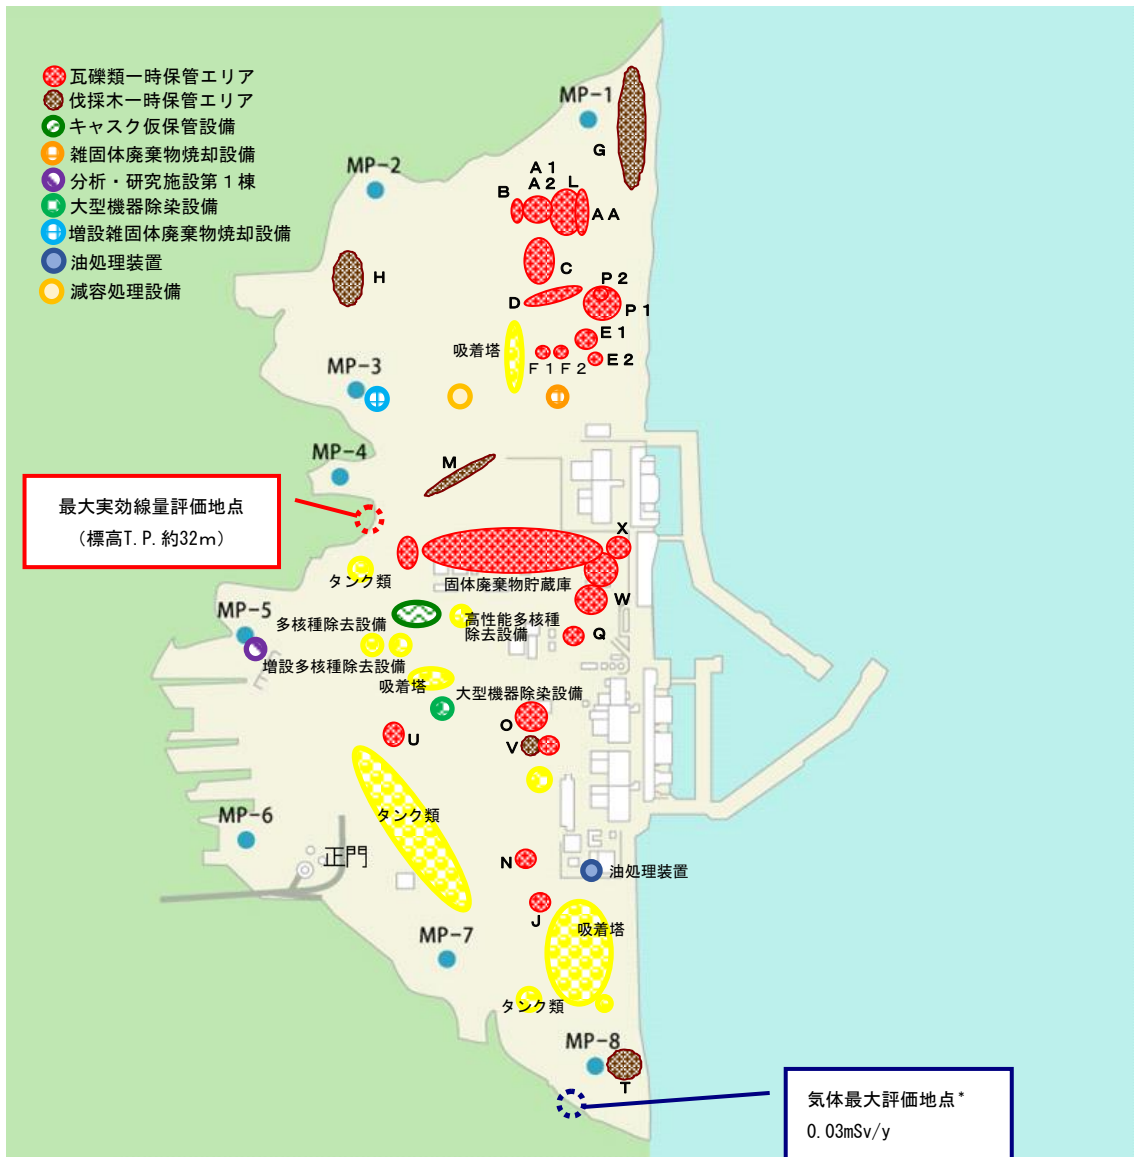 瓦礫類一時保管エリア
伐採木一時保管エリア
キャスク仮保管設備
雑固体廃棄物焼却設備
分析・研究施設第１棟
大型機器除染設備
増設雑固体廃棄物焼却設備
油処理装置
減容処理設備
MP-1
G
MP-2
A1
A2
L
B
AA
C
H
P2
D
P1
E1
吸着塔
E2
F1
F2
MP-3
MP-4
M
最大実効線量評価地点
（標高T.P.約32m）
X
タンク類
固体廃棄物貯蔵庫
W
MP-5
多核種除去設備
高性能多核種
除去設備
Q
増設多核種除去設備
吸着塔
大型機器除染設備
O
U
V
タンク類
MP-6
正門
N
油処理装置
J
吸着塔
MP-7
タンク類
MP-8
T
気体最大評価地点*
0.03mSv/y